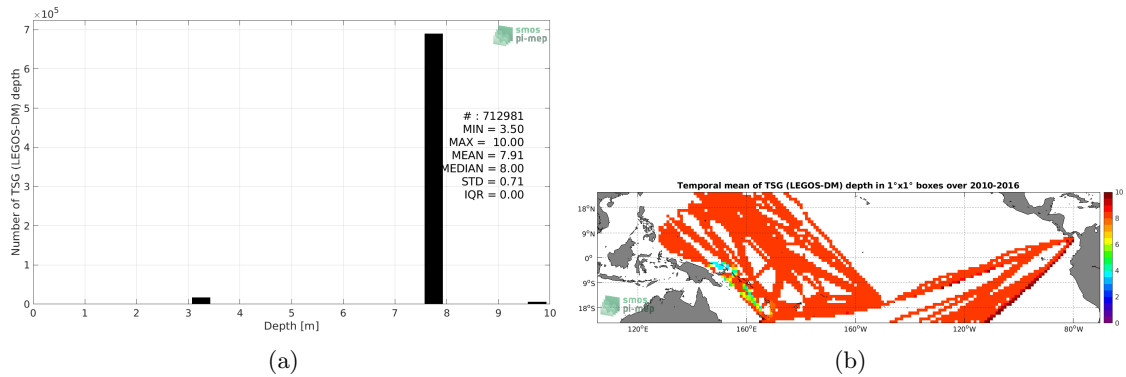 ×10⁵
7
6
5
4
3
2
1
0
Number of TSG (LEGOS-DM) depth
0 1 2 3 4 5 6 7 8 9 10
Depth [m]
smos
pi-mep
# : 712981
MIN = 3.50
MAX = 10.00
MEAN = 7.91
MEDIAN = 8.00
STD = 0.71
IQR = 0.00
(a)
Temporal mean of TSG (LEGOS-DM) depth in 1°x1° boxes over 2010-2016
18°N
9°N
0°
9°S
18°S
120°E 160°E 160°W 120°W 80°W
smos
pi-mep
10
8
6
4
2
0
(b)